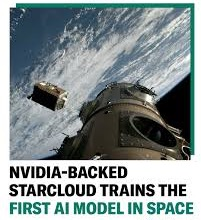 NVIDIA-BACKED
STARCLOUD TRAINS THE
FIRST AI MODEL IN SPACE